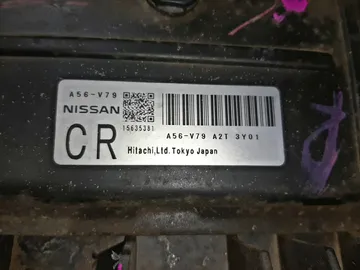 A56-V79
NISSAN
15635381
CR
A56-V79 A2T 3Y01
Hitachi,Ltd. Tokyo Japan